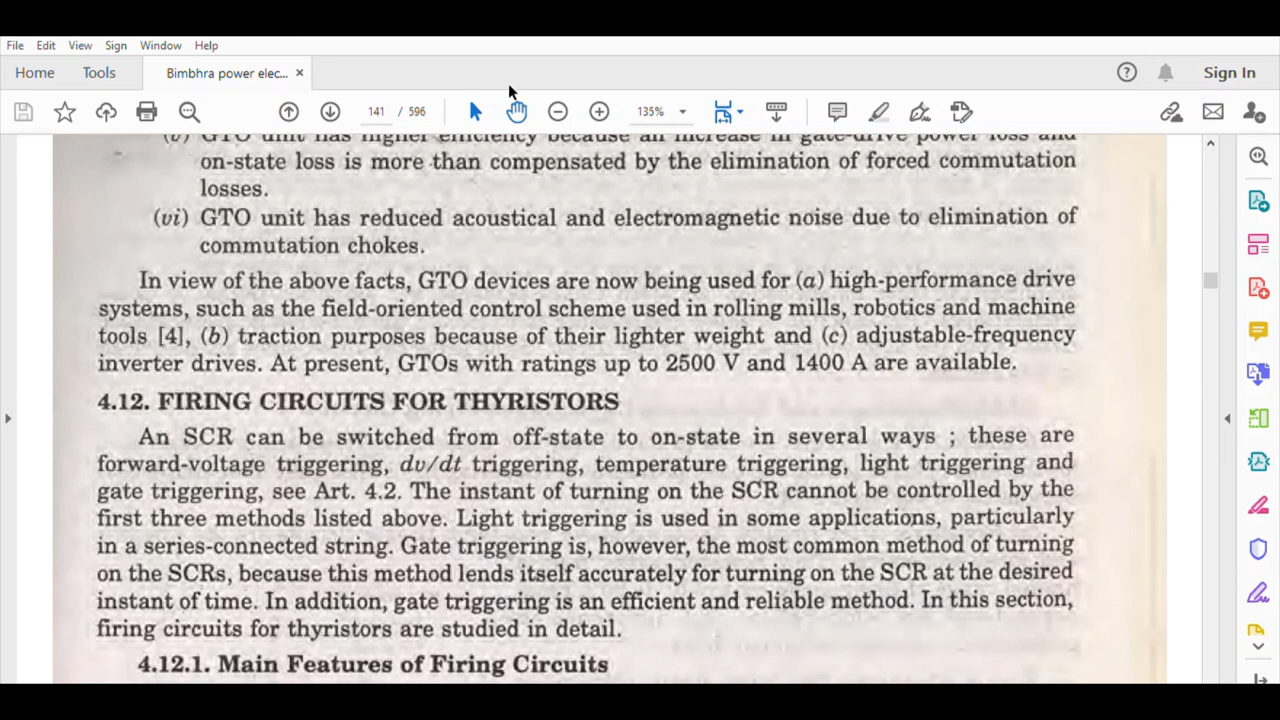 File Edit View Sign Window Help
Home Tools Bimbhra power elec... × Sign In
141 / 596 135%
(v) GTO unit has higher efficiency because an increase in gate-drive power loss and
on-state loss is more than compensated by the elimination of forced commutation
losses.
(vi) GTO unit has reduced acoustical and electromagnetic noise due to elimination of
commutation chokes.
In view of the above facts, GTO devices are now being used for (a) high-performance drive
systems, such as the field-oriented control scheme used in rolling mills, robotics and machine
tools [4], (b) traction purposes because of their lighter weight and (c) adjustable-frequency
inverter drives. At present, GTOs with ratings up to 2500 V and 1400 A are available.
4.12. FIRING CIRCUITS FOR THYRISTORS
An SCR can be switched from off-state to on-state in several ways ; these are
forward-voltage triggering, dv/dt triggering, temperature triggering, light triggering and
gate triggering, see Art. 4.2. The instant of turning on the SCR cannot be controlled by the
first three methods listed above. Light triggering is used in some applications, particularly
in a series-connected string. Gate triggering is, however, the most common method of turning
on the SCRs, because this method lends itself accurately for turning on the SCR at the desired
instant of time. In addition, gate triggering is an efficient and reliable method. In this section,
firing circuits for thyristors are studied in detail.
4.12.1. Main Features of Firing Circuits